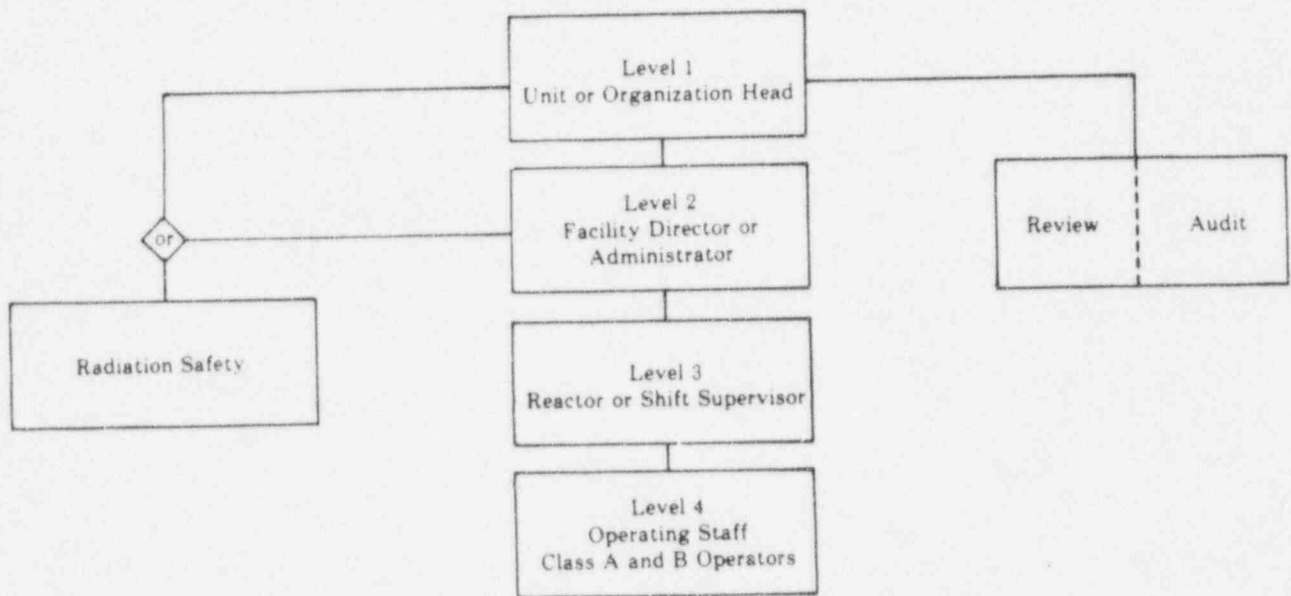 Level 1
Unit or Organization Head
Level 2
Facility Director or
Administrator
Review
Audit
or
Radiation Safety
Level 3
Reactor or Shift Supervisor
Level 4
Operating Staff
Class A and B Operators